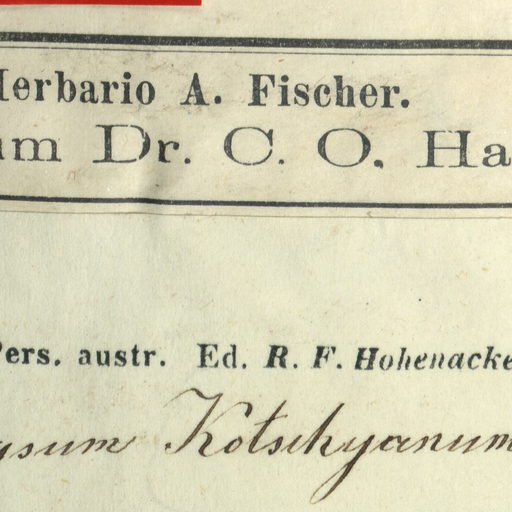 Herbario A. Fischer.
um Dr. C. O. Ha
Pers. austr. Ed. R. F. Hohenacke
ysum Kotschyanum